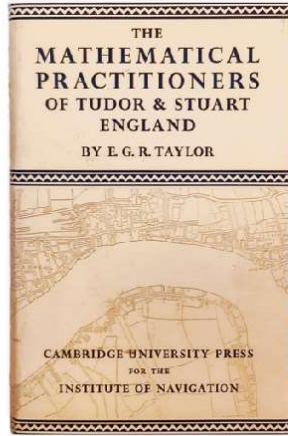 THE
MATHEMATICAL
PRACTITIONERS
OF TUDOR & STUART
ENGLAND
BY E. G. R. TAYLOR
CAMBRIDGE UNIVERSITY PRESS
FOR THE
INSTITUTE OF NAVIGATION